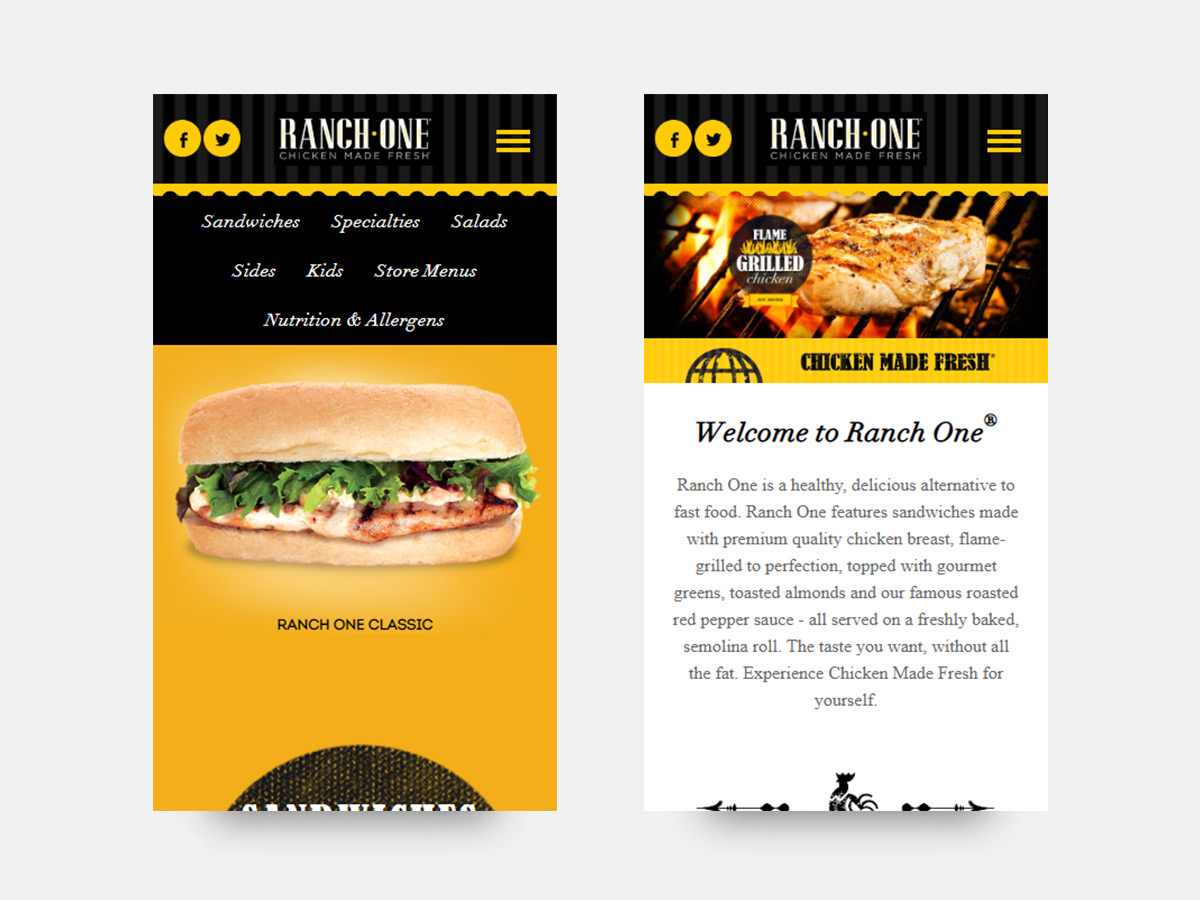 RANCH·ONE®
CHICKEN MADE FRESH
Sandwiches Specialties Salads
Sides Kids Store Menus
Nutrition & Allergens
RANCH ONE CLASSIC
SANDWICHES
RANCH·ONE®
CHICKEN MADE FRESH
FLAME
GRILLED
chicken
CHICKEN MADE FRESH®
Welcome to Ranch One®
Ranch One is a healthy, delicious alternative to
fast food. Ranch One features sandwiches made
with premium quality chicken breast, flame-
grilled to perfection, topped with gourmet
greens, toasted almonds and our famous roasted
red pepper sauce - all served on a freshly baked,
semolina roll. The taste you want, without all
the fat. Experience Chicken Made Fresh for
yourself.